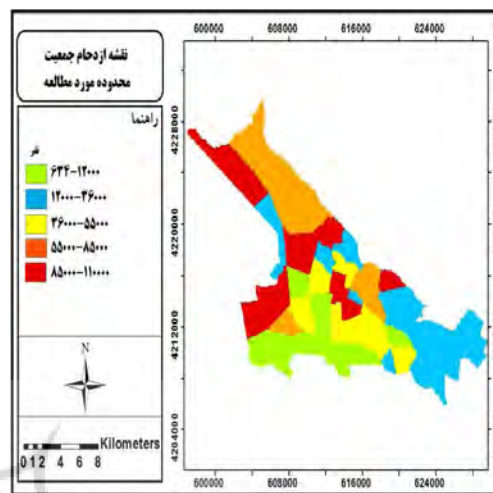 نقشه ازدحام جمعیت
محدوده مورد مطالعه
راهنما
نفر
۶۳۴-۱۲۰۰۰
۱۲۰۰۰-۳۶۰۰۰
۳۶۰۰۰-۵۵۰۰۰
۵۵۰۰۰-۸۵۰۰۰
۸۵۰۰۰-۱۱۰۰۰۰
N
Kilometers
0 1 2 4 6 8
600000 608000 616000 624000
4228000
4220000
4212000
4204000
600000 608000 616000 624000